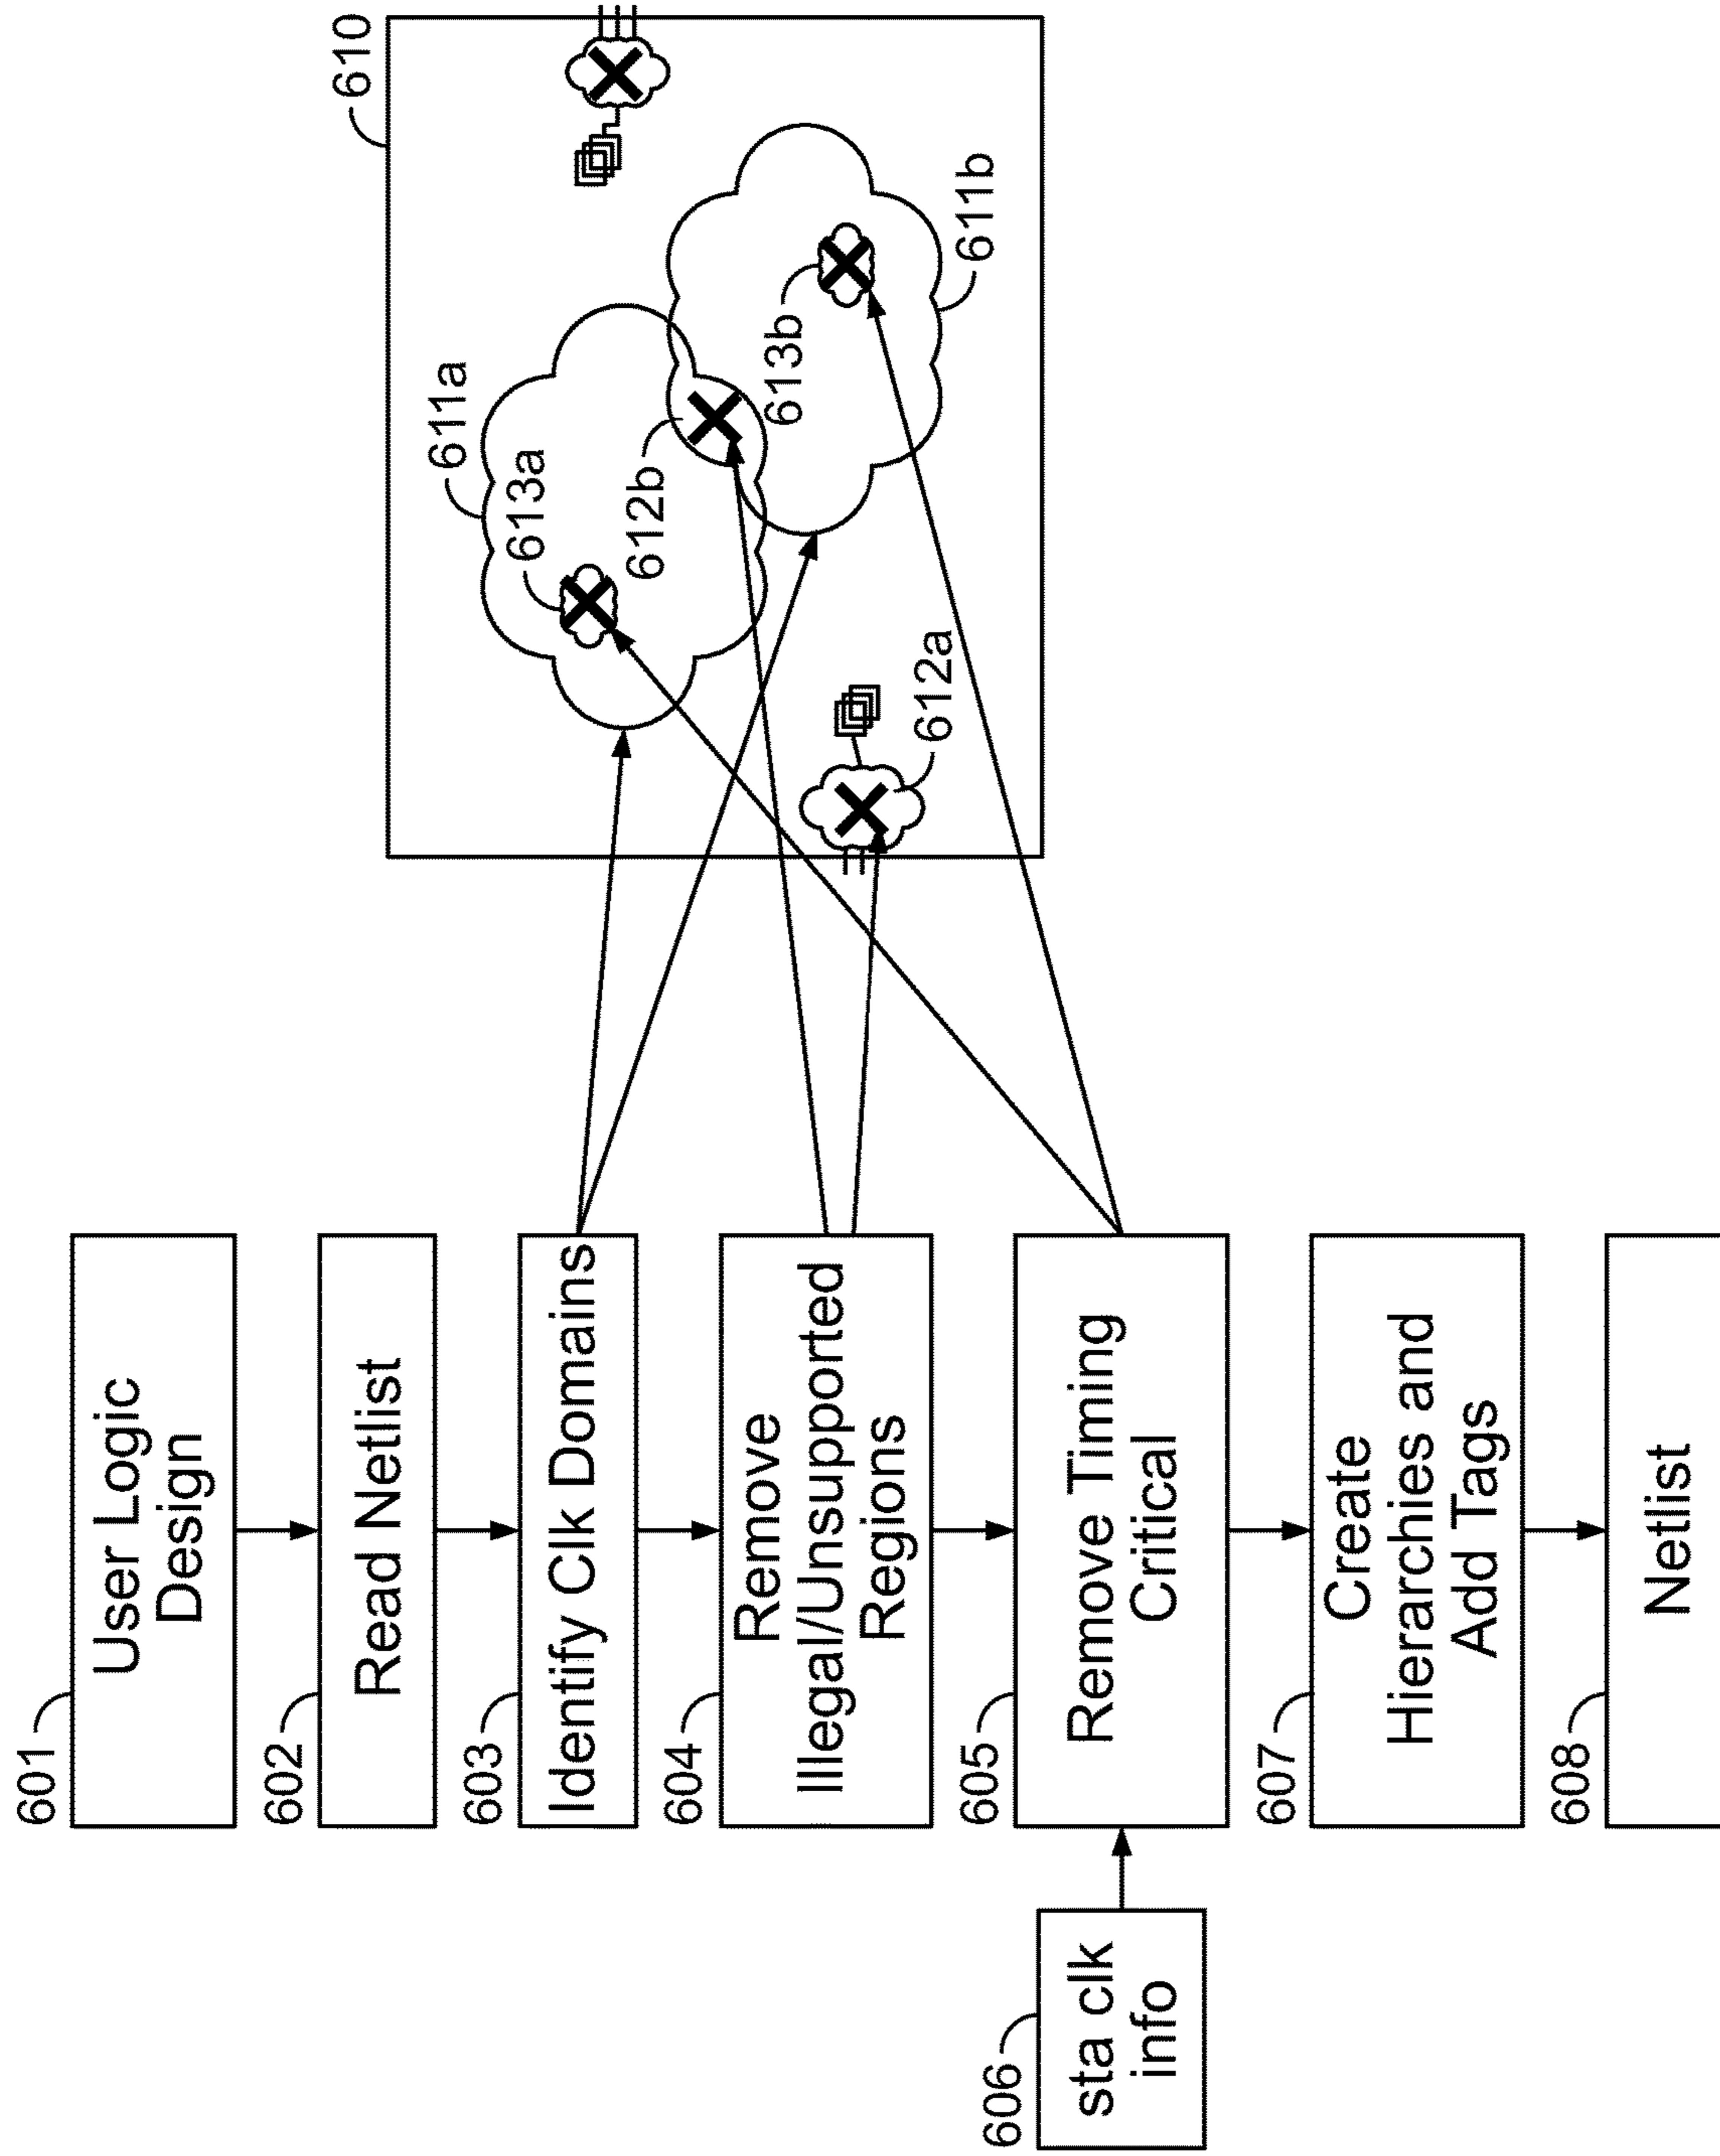 601
User Logic
Design
602
Read Netlist
603
Identify Clk Domains
604
Remove
Illegal/Unsupported
Regions
605
Remove Timing
Critical
606
sta clk
info
607
Create
Hierarchies and
Add Tags
608
Netlist
610
611a
613a
612b
613b
611b
612a